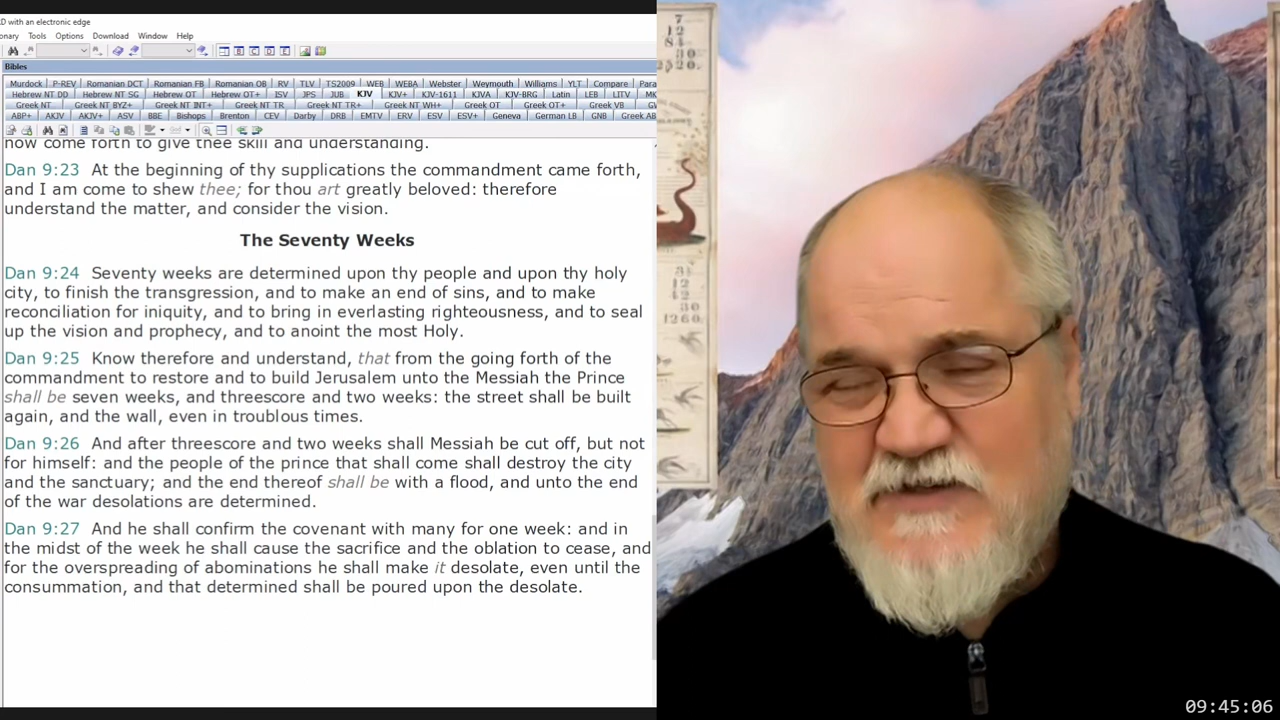 D with an electronic edge
onary Tools Options Download Window Help
Bibles
Murdock P-REV Romanian DCT Romanian FB Romanian OB RV TLV TS2009 WEB WEBA Webster Weymouth Williams YLT Compare Para
Hebrew NT DD Hebrew NT SG Hebrew OT Hebrew OT+ ISV JPS JUB KJV KJV+ KJV-1611 KJVA KJV-BRG Latin LEB LITV MK
Greek NT Greek NT BYZ+ Greek NT INT+ Greek NT TR Greek NT TR+ Greek NT WH+ Greek OT Greek OT+ Greek VB GV
ABP+ AKJV AKJV+ ASV BBE Bishops Brenton CEV Darby DRB EMTV ERV ESV ESV+ Geneva German LB GNB Greek AB
now come forth to give thee skill and understanding.
Dan 9:23 At the beginning of thy supplications the commandment came forth,
and I am come to shew thee; for thou art greatly beloved: therefore
understand the matter, and consider the vision.
The Seventy Weeks
Dan 9:24 Seventy weeks are determined upon thy people and upon thy holy
city, to finish the transgression, and to make an end of sins, and to make
reconciliation for iniquity, and to bring in everlasting righteousness, and to seal
up the vision and prophecy, and to anoint the most Holy.
Dan 9:25 Know therefore and understand, that from the going forth of the
commandment to restore and to build Jerusalem unto the Messiah the Prince
shall be seven weeks, and threescore and two weeks: the street shall be built
again, and the wall, even in troublous times.
Dan 9:26 And after threescore and two weeks shall Messiah be cut off, but not
for himself: and the people of the prince that shall come shall destroy the city
and the sanctuary; and the end thereof shall be with a flood, and unto the end
of the war desolations are determined.
Dan 9:27 And he shall confirm the covenant with many for one week: and in
the midst of the week he shall cause the sacrifice and the oblation to cease, and
for the overspreading of abominations he shall make it desolate, even until the
consummation, and that determined shall be poured upon the desolate.
7
12
84
30
2520.
31
12
30
1260
09:45:06